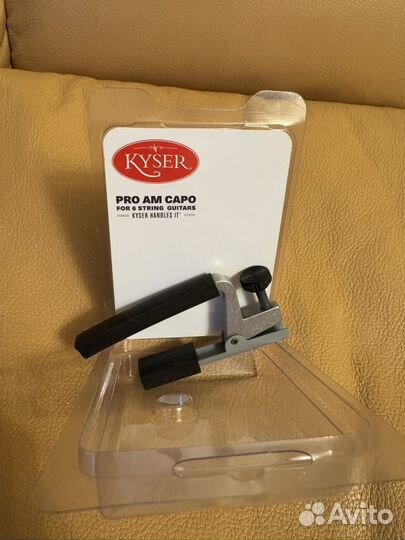 KYSER
PRO AM CAPO
FOR 6 STRING GUITARS
KYSER HANDLES IT
Avito